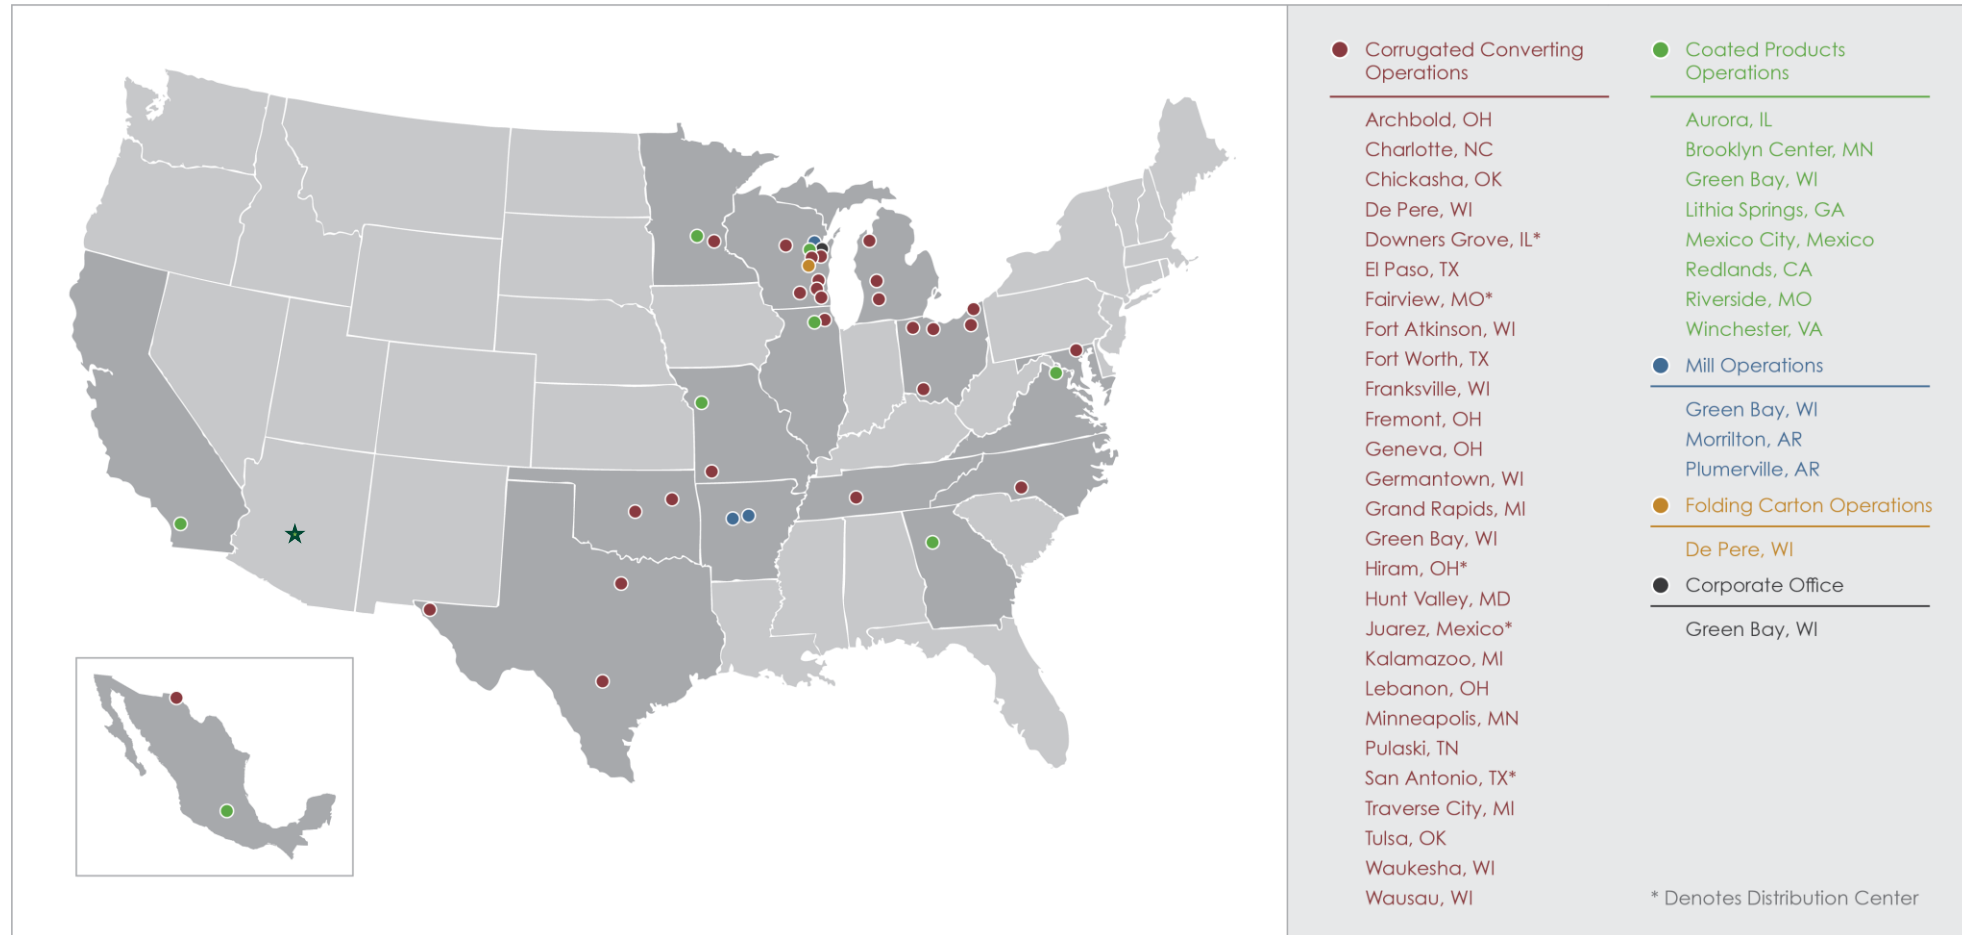 Corrugated Converting
Operations
Archbold, OH
Charlotte, NC
Chickasha, OK
De Pere, WI
Downers Grove, IL*
El Paso, TX
Fairview, MO*
Fort Atkinson, WI
Fort Worth, TX
Franksville, WI
Fremont, OH
Geneva, OH
Germantown, WI
Grand Rapids, MI
Green Bay, WI
Hiram, OH*
Hunt Valley, MD
Juarez, Mexico*
Kalamazoo, MI
Lebanon, OH
Minneapolis, MN
Pulaski, TN
San Antonio, TX*
Traverse City, MI
Tulsa, OK
Waukesha, WI
Wausau, WI
Coated Products
Operations
Aurora, IL
Brooklyn Center, MN
Green Bay, WI
Lithia Springs, GA
Mexico City, Mexico
Redlands, CA
Riverside, MO
Winchester, VA
Mill Operations
Green Bay, WI
Morrilton, AR
Plumerville, AR
Folding Carton Operations
De Pere, WI
Corporate Office
Green Bay, WI
* Denotes Distribution Center